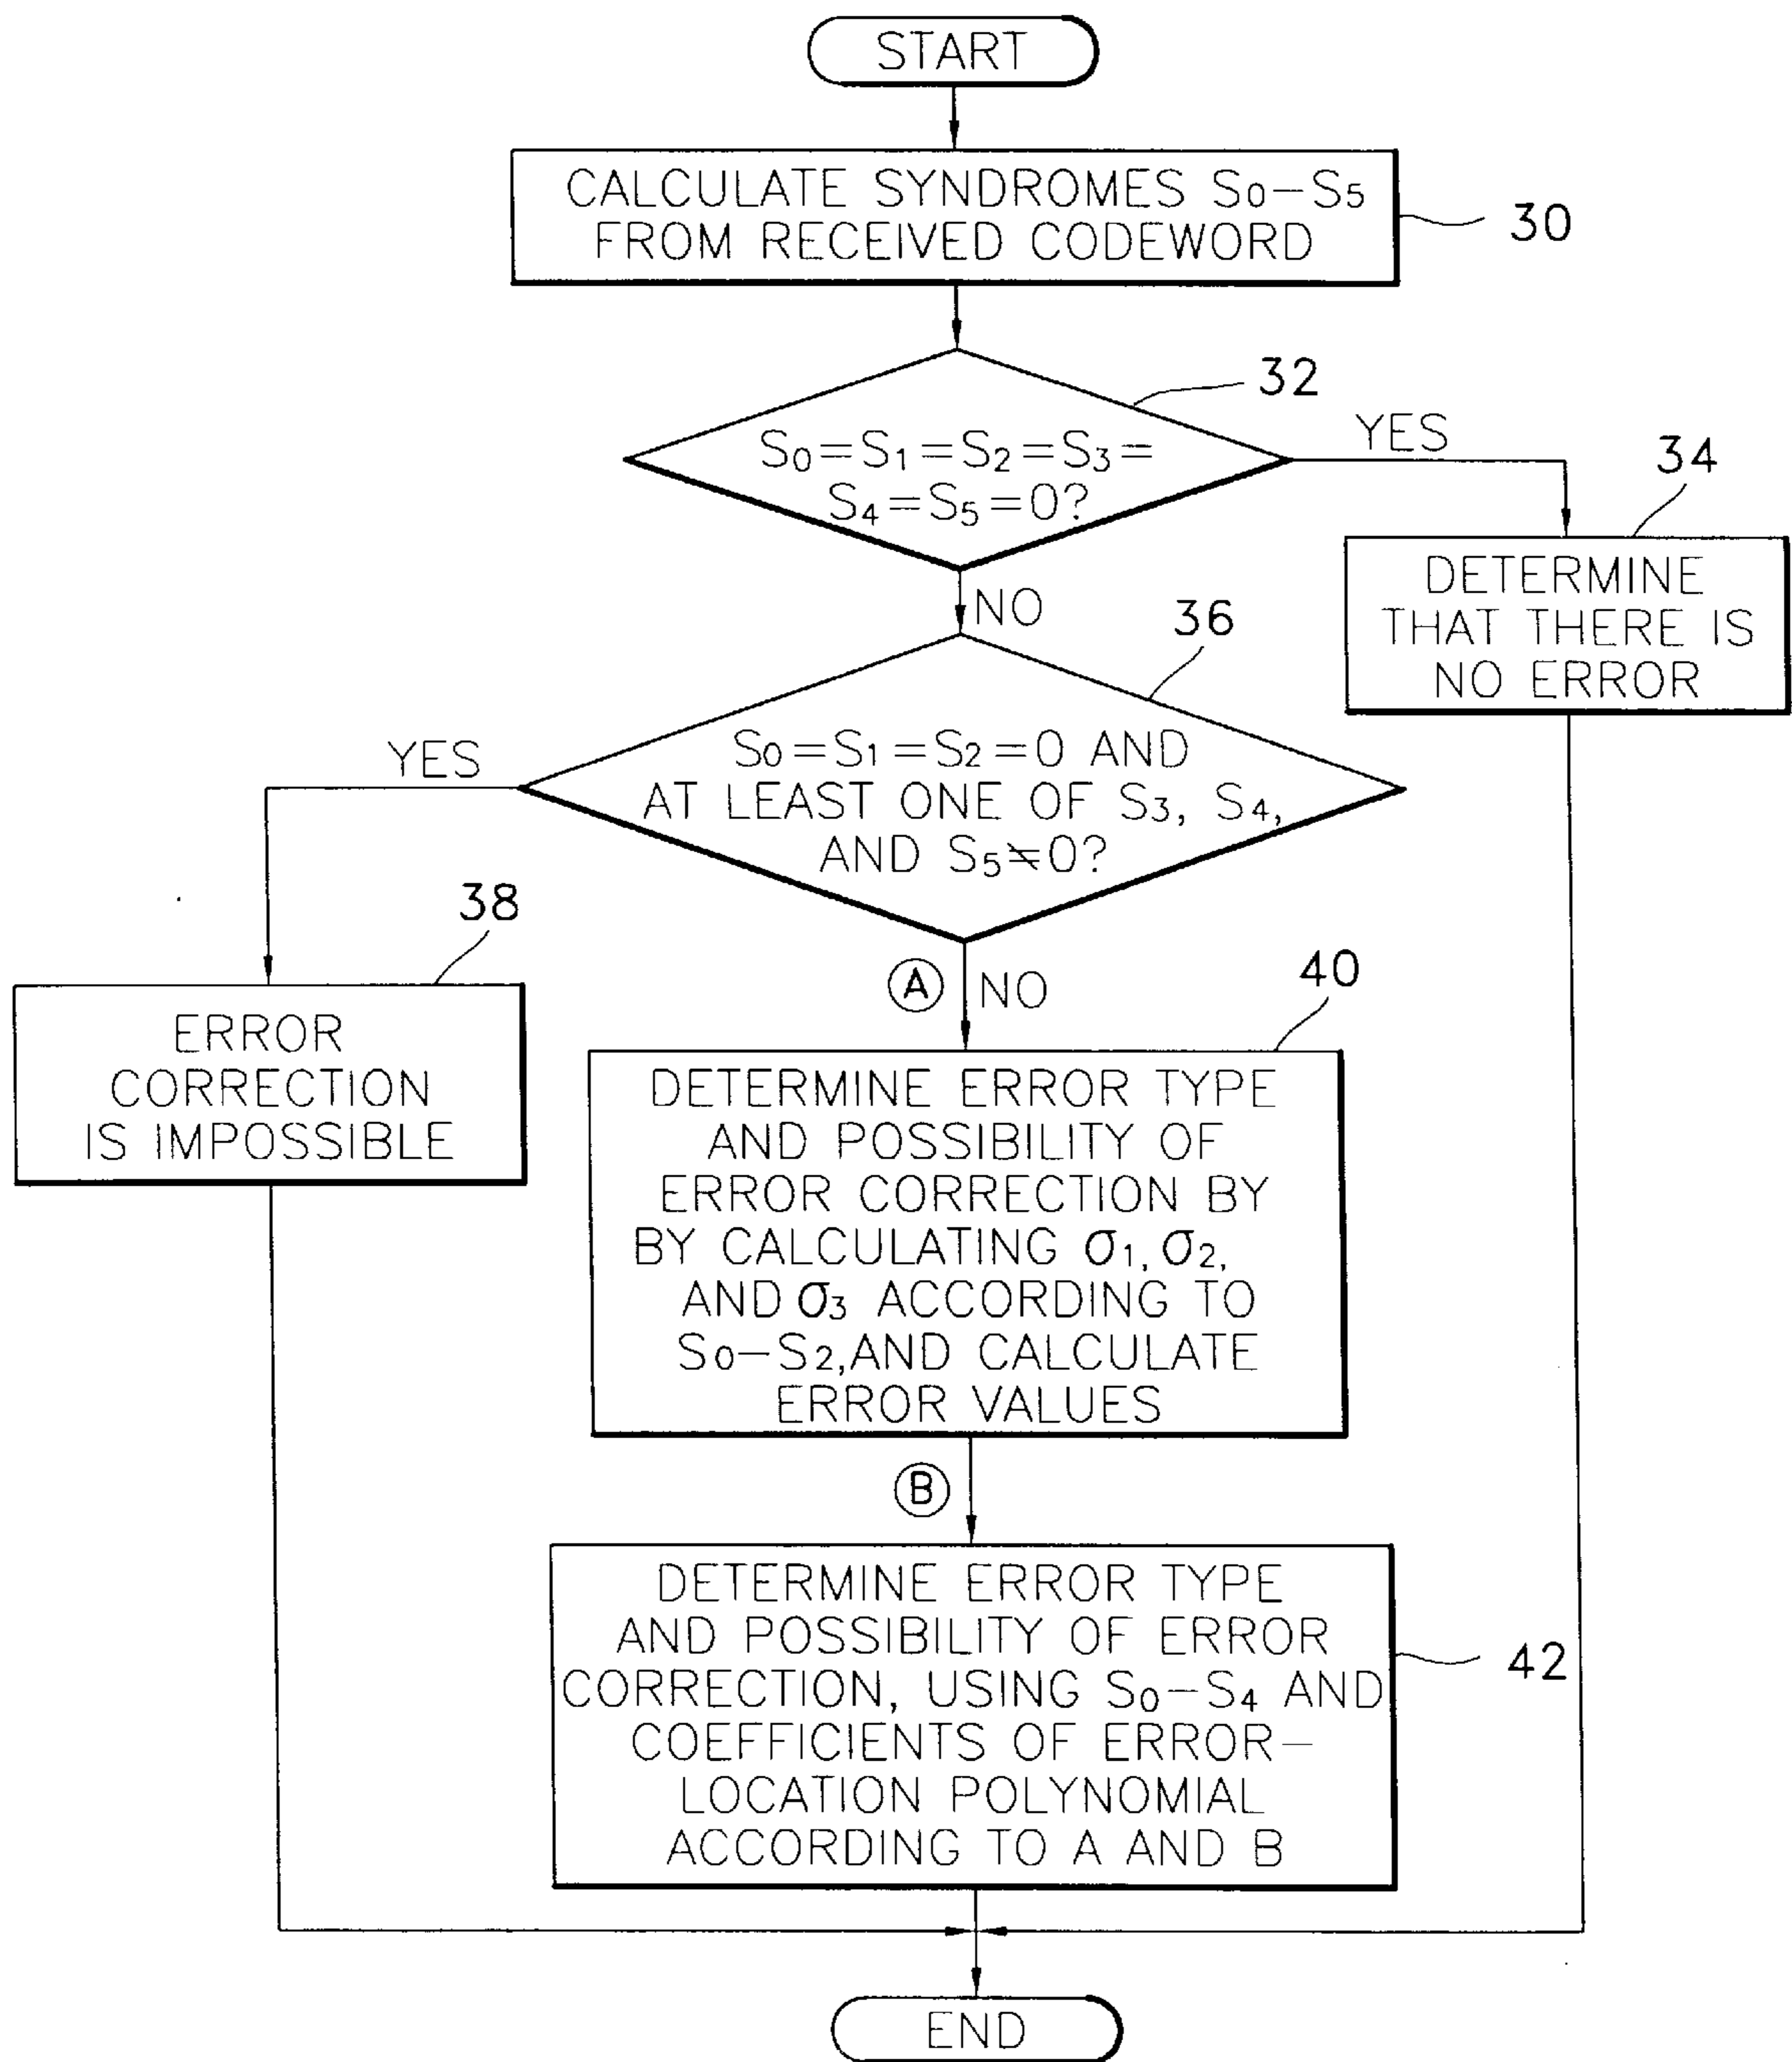 START
CALCULATE SYNDROMES S₀–S₅
FROM RECEIVED CODEWORD
30
32
S₀=S₁=S₂=S₃=
S₄=S₅=0?
YES
34
DETERMINE
THAT THERE IS
NO ERROR
NO
36
S₀=S₁=S₂=0 AND
AT LEAST ONE OF S₃, S₄,
AND S₅≠0?
YES
38
ERROR
CORRECTION
IS IMPOSSIBLE
A
NO
40
DETERMINE ERROR TYPE
AND POSSIBILITY OF
ERROR CORRECTION BY
BY CALCULATING σ₁, σ₂,
AND σ₃ ACCORDING TO
S₀–S₂, AND CALCULATE
ERROR VALUES
B
DETERMINE ERROR TYPE
AND POSSIBILITY OF ERROR
CORRECTION, USING S₀–S₄ AND
COEFFICIENTS OF ERROR–
LOCATION POLYNOMIAL
ACCORDING TO A AND B
42
END